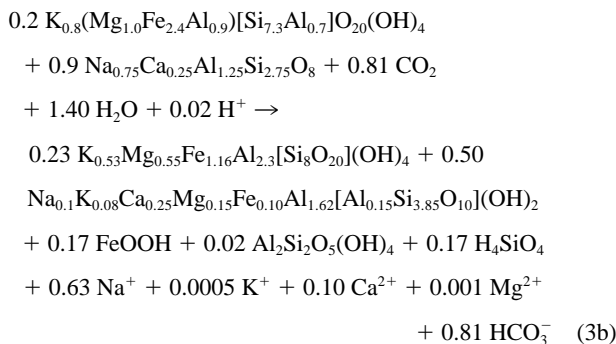 0.2 K₀.₈(Mg₁.₀Fe₂.₄Al₀.₉)[Si₇.₃Al₀.₇]O₂₀(OH)₄
+ 0.9 Na₀.₇₅Ca₀.₂₅Al₁.₂₅Si₂.₇₅O₈ + 0.81 CO₂
+ 1.40 H₂O + 0.02 H⁺ →
0.23 K₀.₅₃Mg₀.₅₅Fe₁.₁₆Al₂.₃[Si₈O₂₀](OH)₄ + 0.50
Na₀.₁K₀.₀₈Ca₀.₂₅Mg₀.₁₅Fe₀.₁₀Al₁.₆₂[Al₀.₁₅Si₃.₈₅O₁₀](OH)₂
+ 0.17 FeOOH + 0.02 Al₂Si₂O₅(OH)₄ + 0.17 H₄SiO₄
+ 0.63 Na⁺ + 0.0005 K⁺ + 0.10 Ca²⁺ + 0.001 Mg²⁺
+ 0.81 HCO₃⁻ (3b)